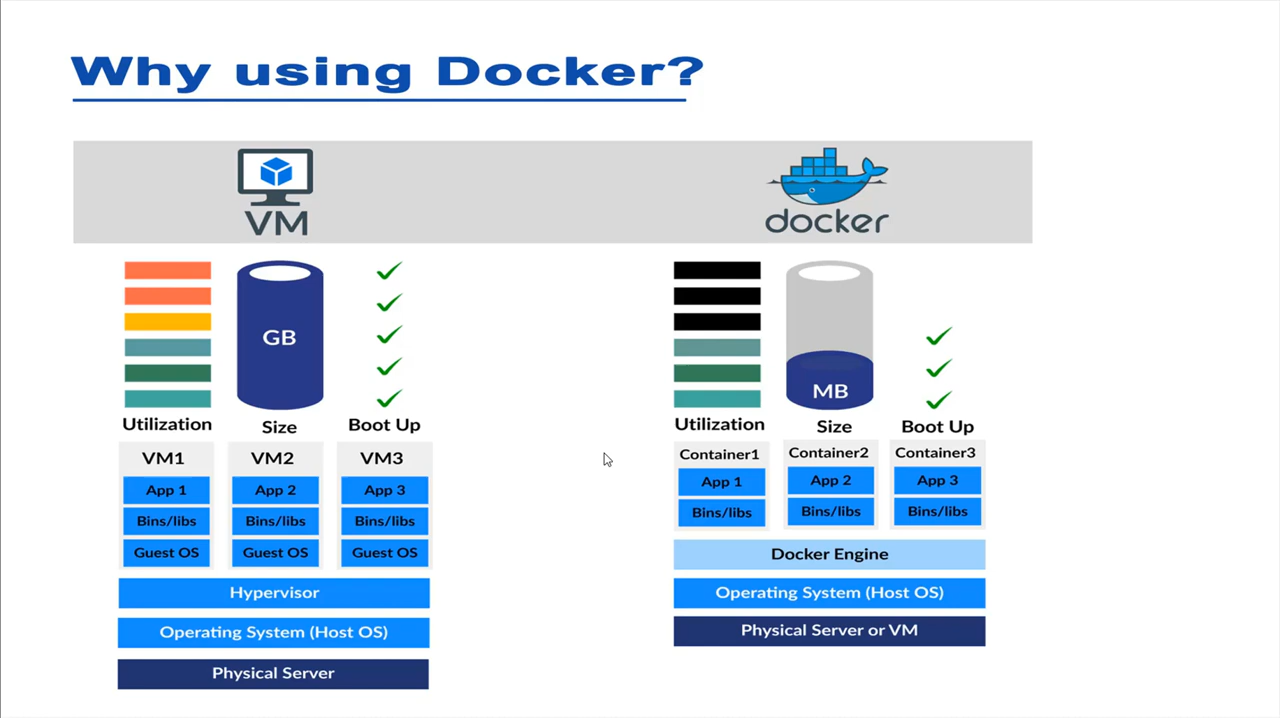 Why using Docker?
VM
docker
GB
Utilization
Size
Boot Up
VM1
VM2
VM3
App 1
App 2
App 3
Bins/libs
Bins/libs
Bins/libs
Guest OS
Guest OS
Guest OS
Hypervisor
Operating System (Host OS)
Physical Server
MB
Utilization
Size
Boot Up
Container1
Container2
Container3
App 1
App 2
App 3
Bins/libs
Bins/libs
Bins/libs
Docker Engine
Operating System (Host OS)
Physical Server or VM